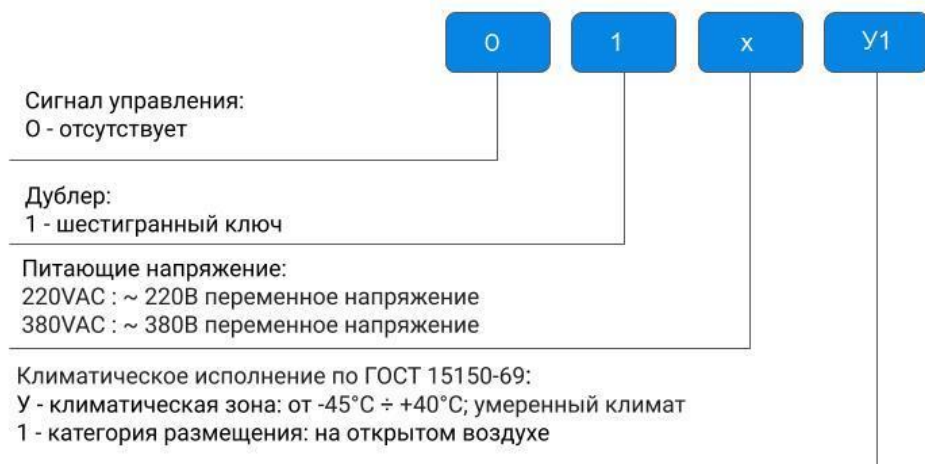 0 1 x У1
Сигнал управления:
0 - отсутствует
Дублер:
1 - шестигранный ключ
Питающие напряжение:
220VAC : ~ 220В переменное напряжение
380VAC : ~ 380В переменное напряжение
Климатическое исполнение по ГОСТ 15150-69:
У - климатическая зона: от -45°C ÷ +40°C; умеренный климат
1 - категория размещения: на открытом воздухе